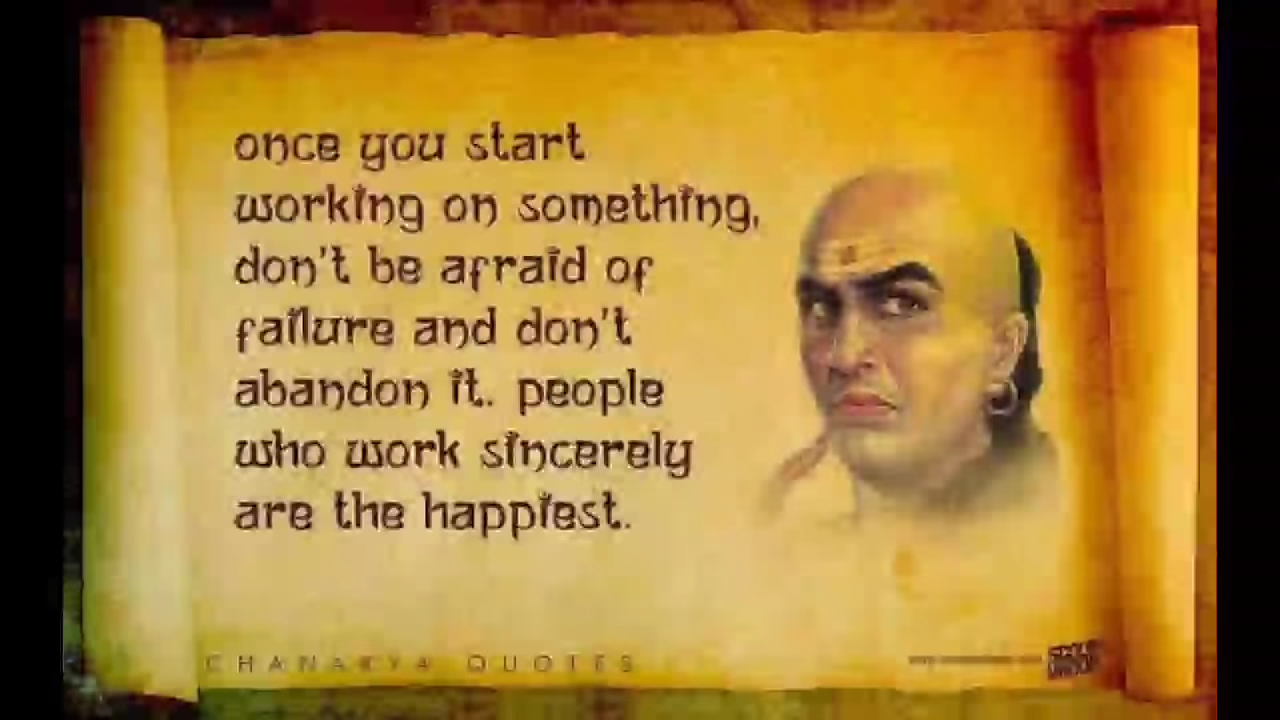 once you start
working on something,
don't be afraid of
failure and don't
abandon it. people
who work sincerely
are the happiest.
CHANAKYA QUOTES